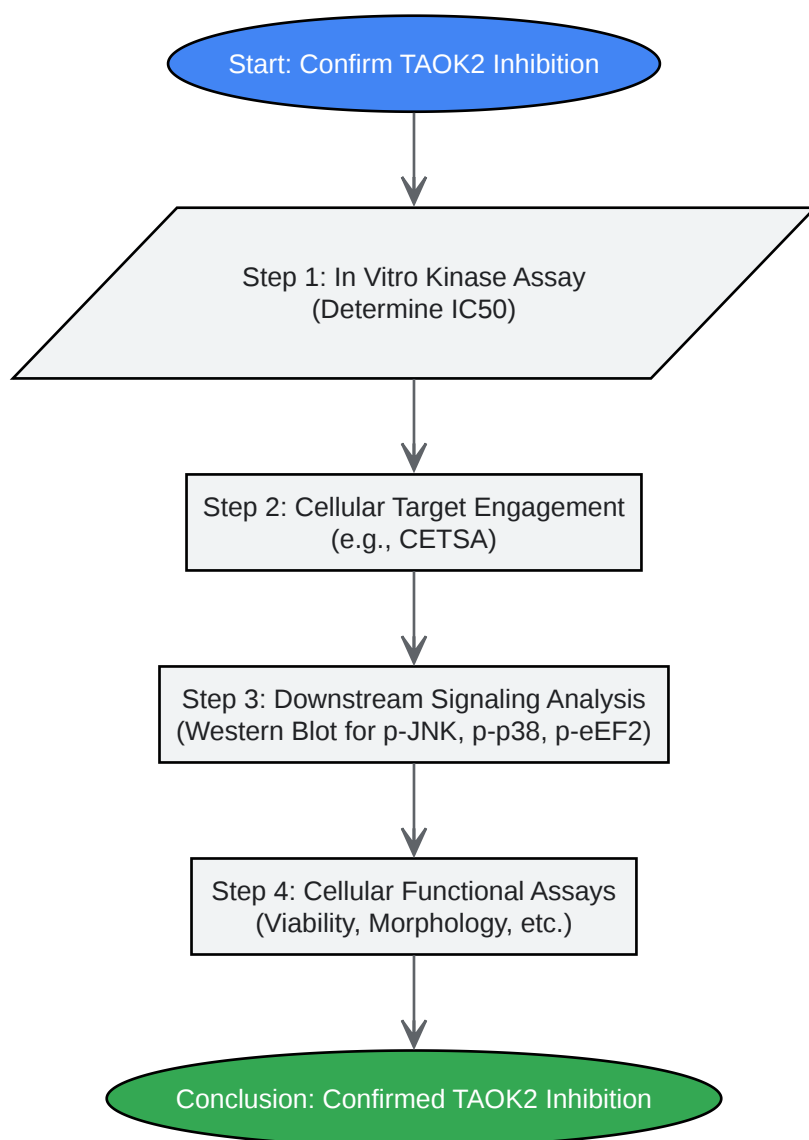 Start: Confirm TAOK2 Inhibition
Step 1: In Vitro Kinase Assay
(Determine IC50)
Step 2: Cellular Target Engagement
(e.g., CETSA)
Step 3: Downstream Signaling Analysis
(Western Blot for p-JNK, p-p38, p-eEF2)
Step 4: Cellular Functional Assays
(Viability, Morphology, etc.)
Conclusion: Confirmed TAOK2 Inhibition